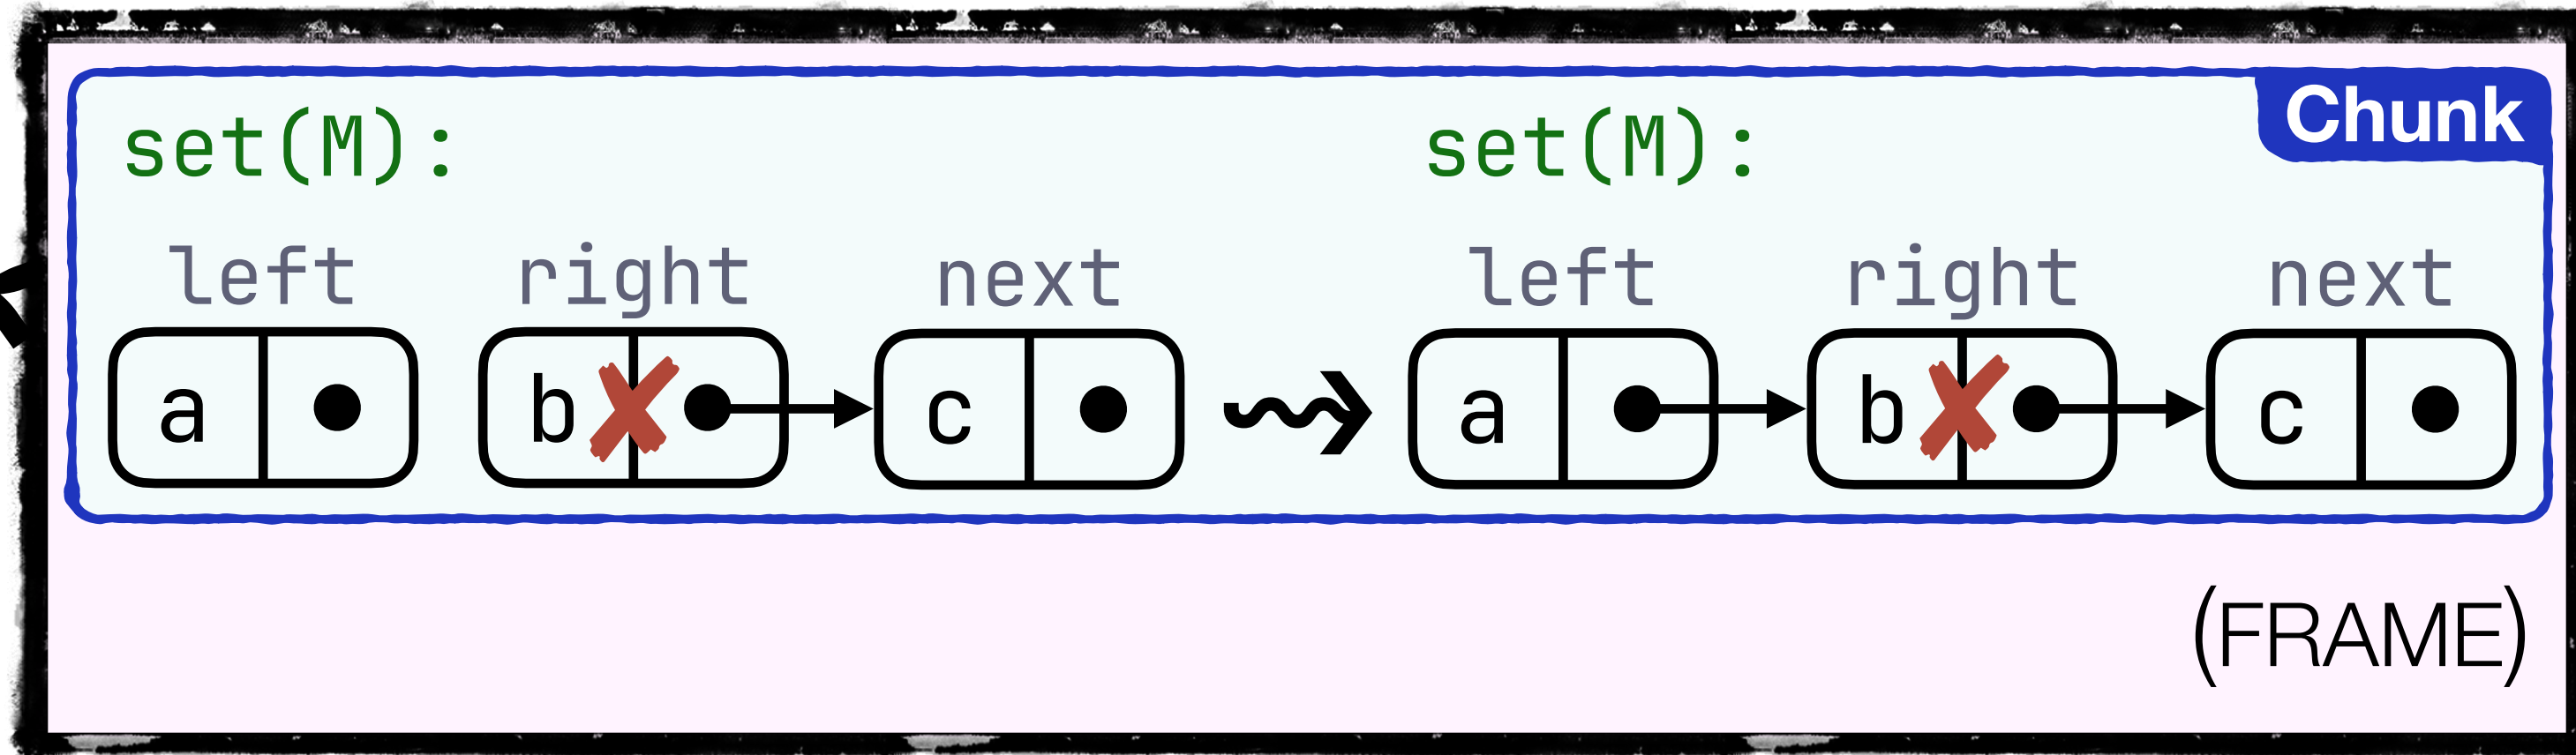 Chunk
set(M): set(M):
left right next left right next
a b c a b c
(FRAME)